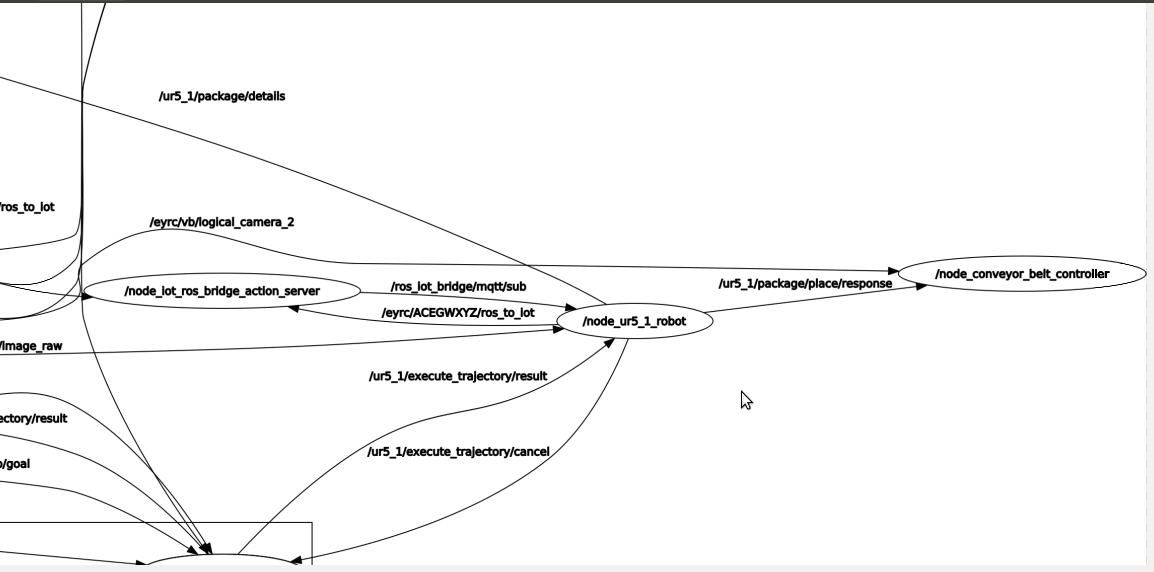 /ur5_1/package/details
/ros_to_iot
/eyrc/vb/logical_camera_2
/node_conveyor_belt_controller
/ur5_1/package/place/response
/node_iot_ros_bridge_action_server
/ros_iot_bridge/mqtt/sub
/eyrc/ACEGWXYZ/ros_to_iot
/node_ur5_1_robot
/image_raw
/ur5_1/execute_trajectory/result
ectory/result
/ur5_1/execute_trajectory/cancel
/goal